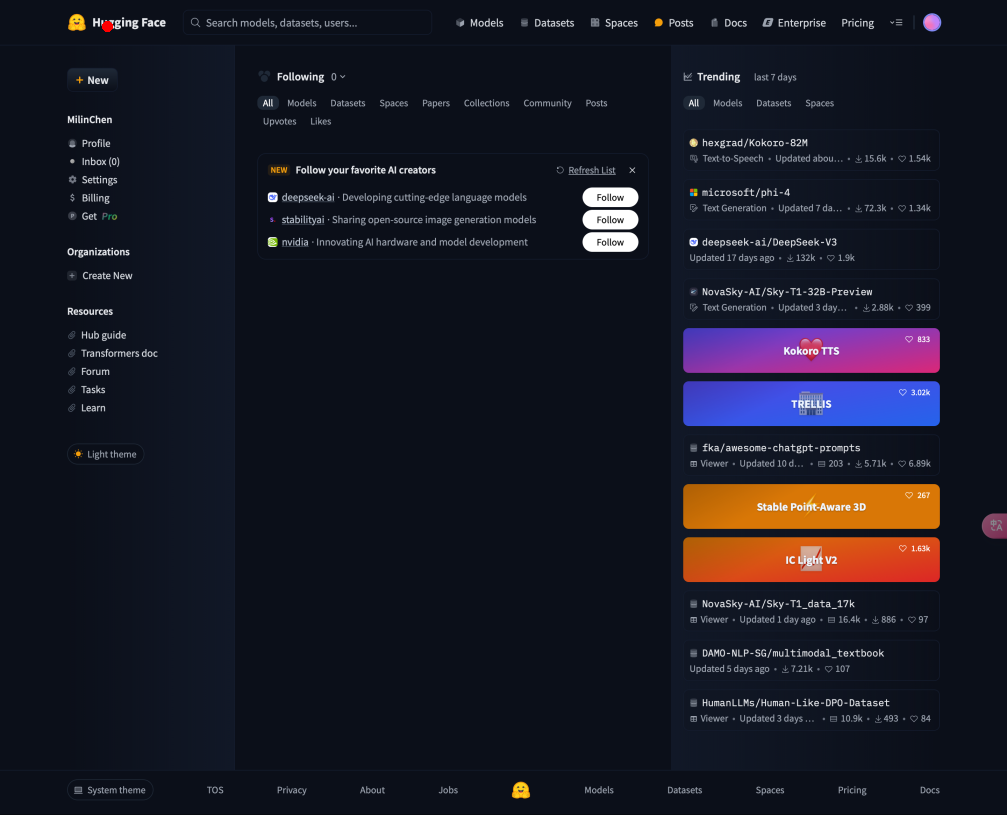 Hugging Face
Search models, datasets, users...
Models
Datasets
Spaces
Posts
Docs
Enterprise
Pricing
+ New
MilinChen
Profile
Inbox (0)
Settings
Billing
Get Pro
Organizations
Create New
Resources
Hub guide
Transformers doc
Forum
Tasks
Learn
Light theme
Following 0
All Models Datasets Spaces Papers Collections Community Posts
Upvotes Likes
NEW Follow your favorite AI creators Refresh List
deepseek-ai · Developing cutting-edge language models Follow
stabilityai · Sharing open-source image generation models Follow
nvidia · Innovating AI hardware and model development Follow
Trending last 7 days
All Models Datasets Spaces
hexgrad/Kokoro-82M
Text-to-Speech • Updated abou... • 15.6k • 1.54k
microsoft/phi-4
Text Generation • Updated 7 da... • 72.3k • 1.34k
deepseek-ai/DeepSeek-V3
Updated 17 days ago • 132k • 1.9k
NovaSky-AI/Sky-T1-32B-Preview
Text Generation • Updated 3 day... • 2.88k • 399
833
Kokoro TTS
3.02k
TRELLIS
fka/awesome-chatgpt-prompts
Viewer • Updated 10 d... • 203 • 5.71k • 6.89k
267
Stable Point-Aware 3D
1.63k
IC Light V2
NovaSky-AI/Sky-T1_data_17k
Viewer • Updated 1 day ago • 16.4k • 886 • 97
DAMO-NLP-SG/multimodal_textbook
Updated 5 days ago • 7.21k • 107
HumanLLMs/Human-Like-DPO-Dataset
Viewer • Updated 3 days ... • 10.9k • 493 • 84
System theme
TOS
Privacy
About
Jobs
Models
Datasets
Spaces
Pricing
Docs